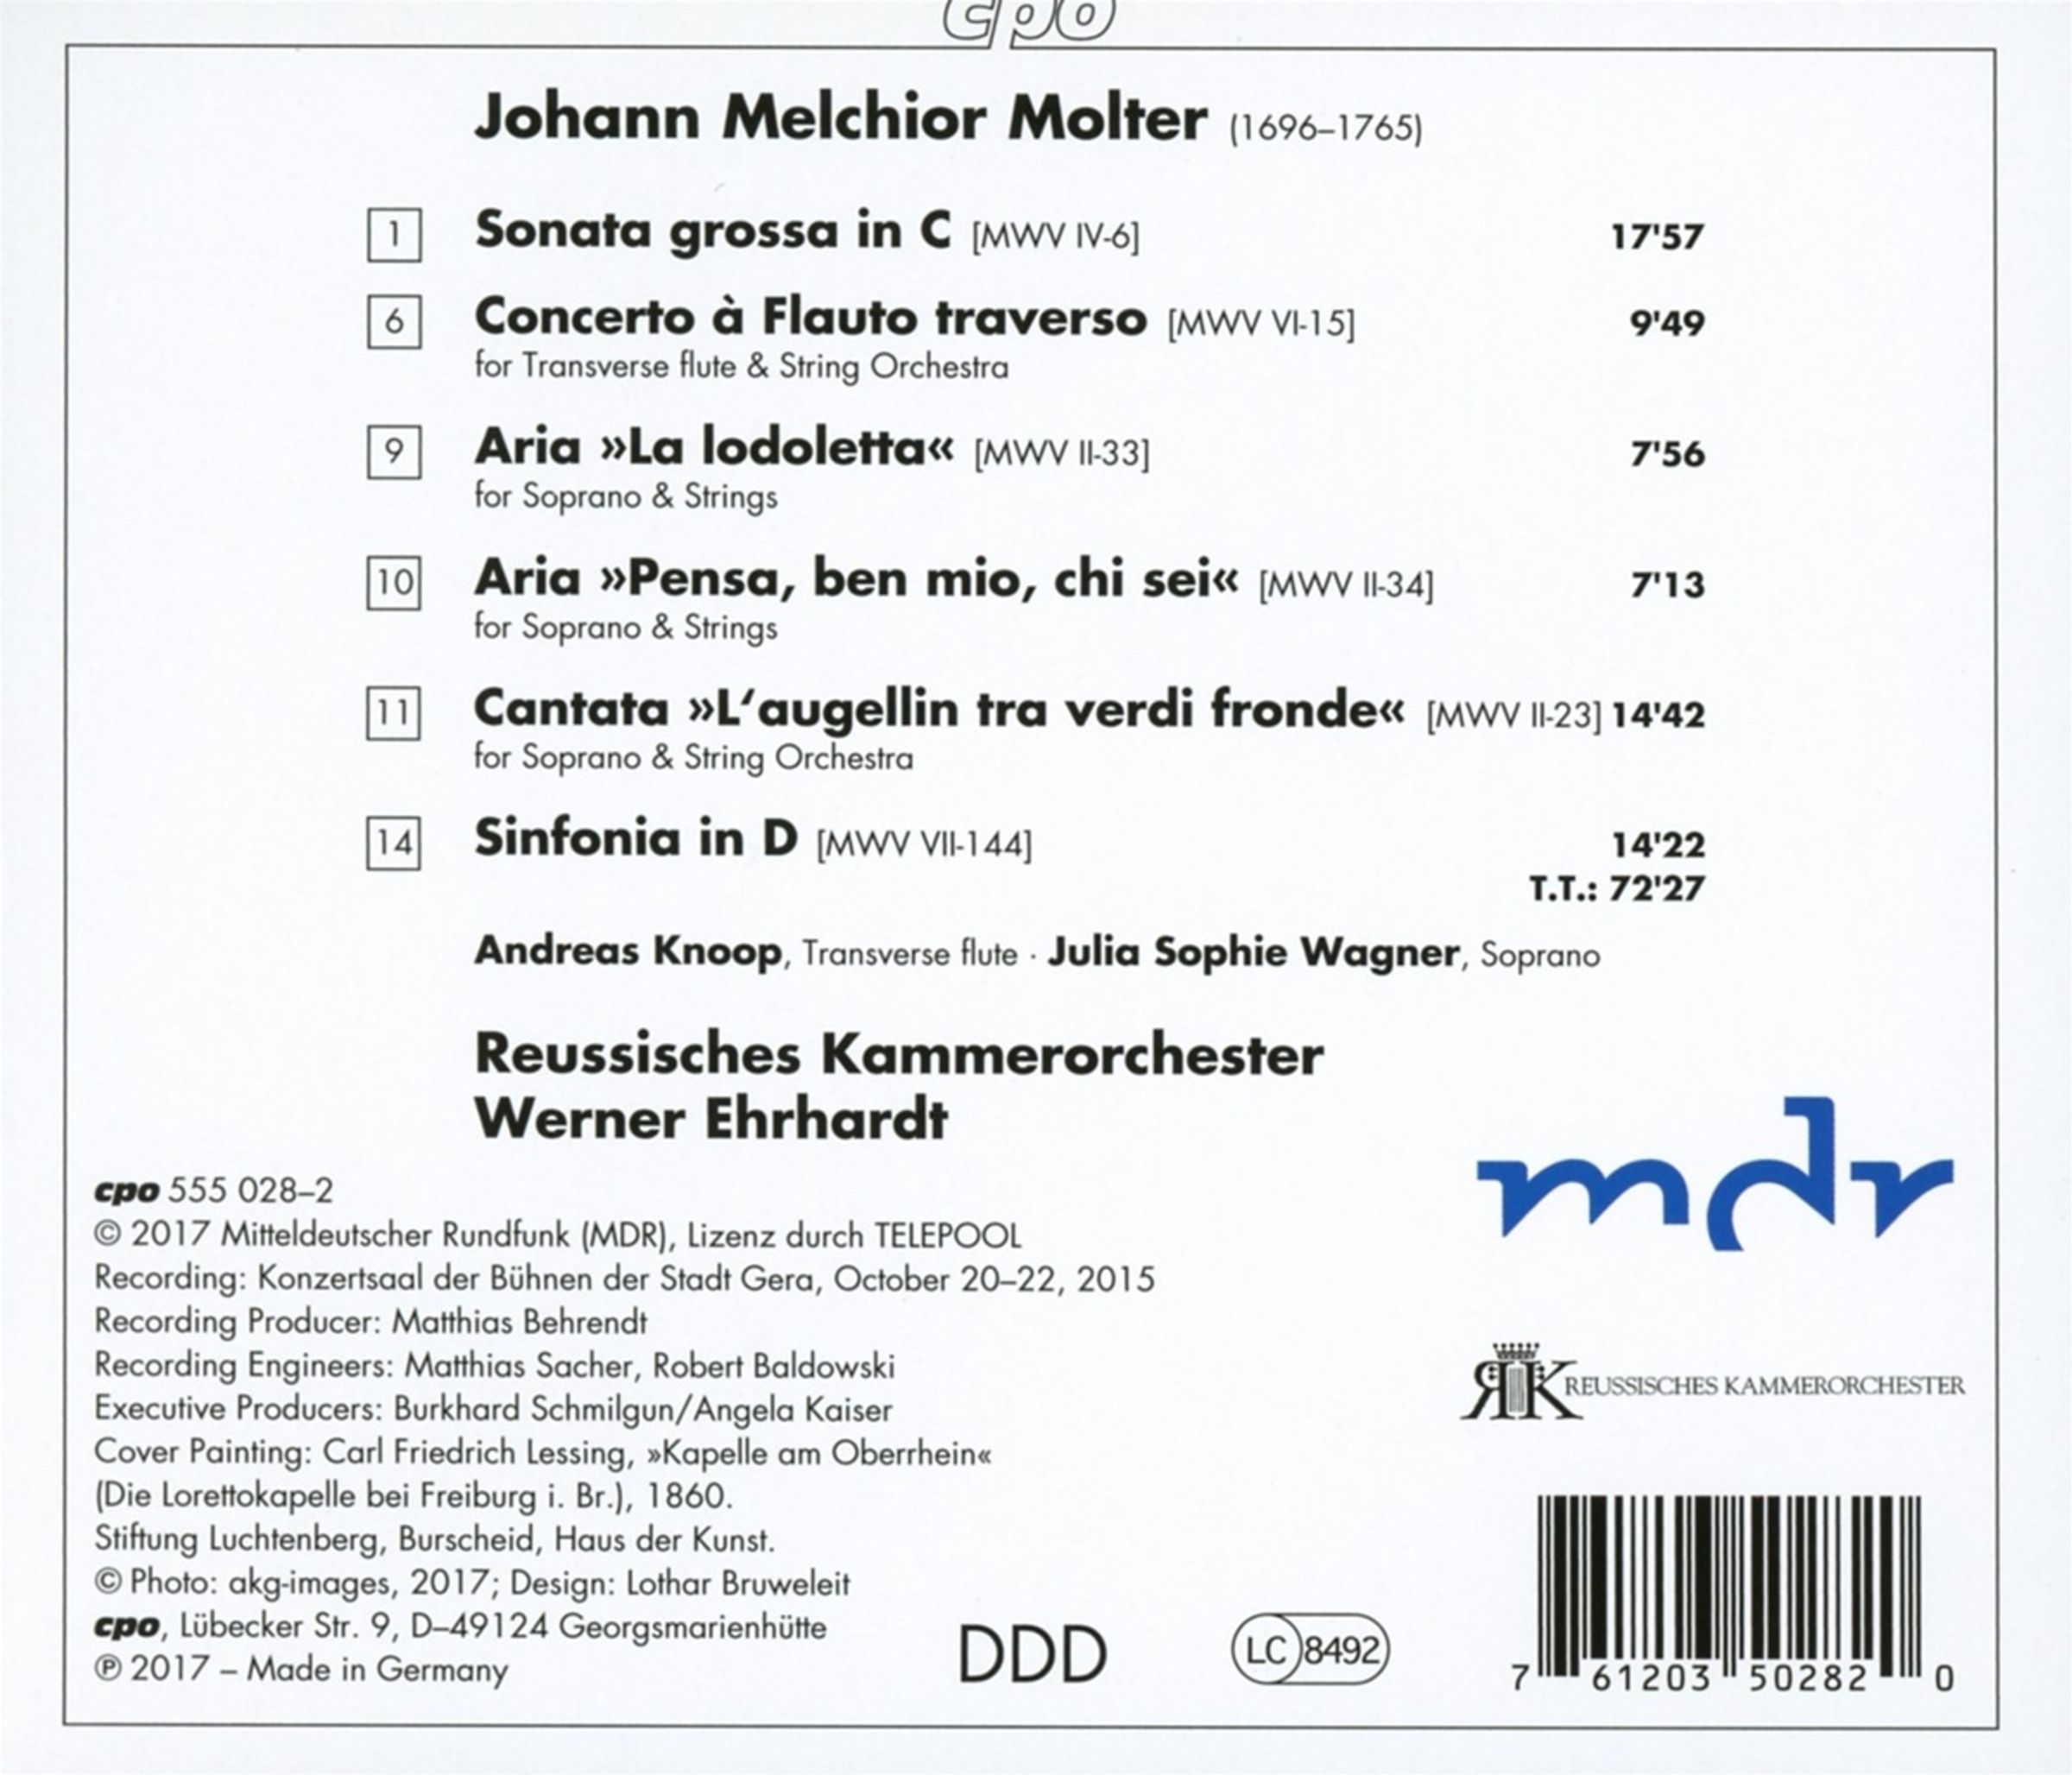 cpo
Johann Melchior Molter (1696–1765)
1 Sonata grossa in C [MWV IV-6] 17'57
6 Concerto à Flauto traverso [MWV VI-15] 9'49
for Transverse flute & String Orchestra
9 Aria »La lodoletta« [MWV II-33] 7'56
for Soprano & Strings
10 Aria »Pensa, ben mio, chi sei« [MWV II-34] 7'13
for Soprano & Strings
11 Cantata »L‘augellin tra verdi fronde« [MWV II-23] 14'42
for Soprano & String Orchestra
14 Sinfonia in D [MWV VII-144] 14'22
T.T.: 72'27
Andreas Knoop, Transverse flute · Julia Sophie Wagner, Soprano
Reussisches Kammerorchester
Werner Ehrhardt
mdr
cpo 555 028–2
© 2017 Mitteldeutscher Rundfunk (MDR), Lizenz durch TELEPOOL
Recording: Konzertsaal der Bühnen der Stadt Gera, October 20–22, 2015
Recording Producer: Matthias Behrendt
Recording Engineers: Matthias Sacher, Robert Baldowski
Executive Producers: Burkhard Schmilgun/Angela Kaiser
Cover Painting: Carl Friedrich Lessing, »Kapelle am Oberrhein«
(Die Lorettokapelle bei Freiburg i. Br.), 1860.
Stiftung Luchtenberg, Burscheid, Haus der Kunst.
© Photo: akg-images, 2017; Design: Lothar Bruweleit
cpo, Lübecker Str. 9, D–49124 Georgsmarienhütte
℗ 2017 – Made in Germany
RK REUSSISCHES KAMMERORCHESTER
DDD
LC 8492
7 61203 50282 0